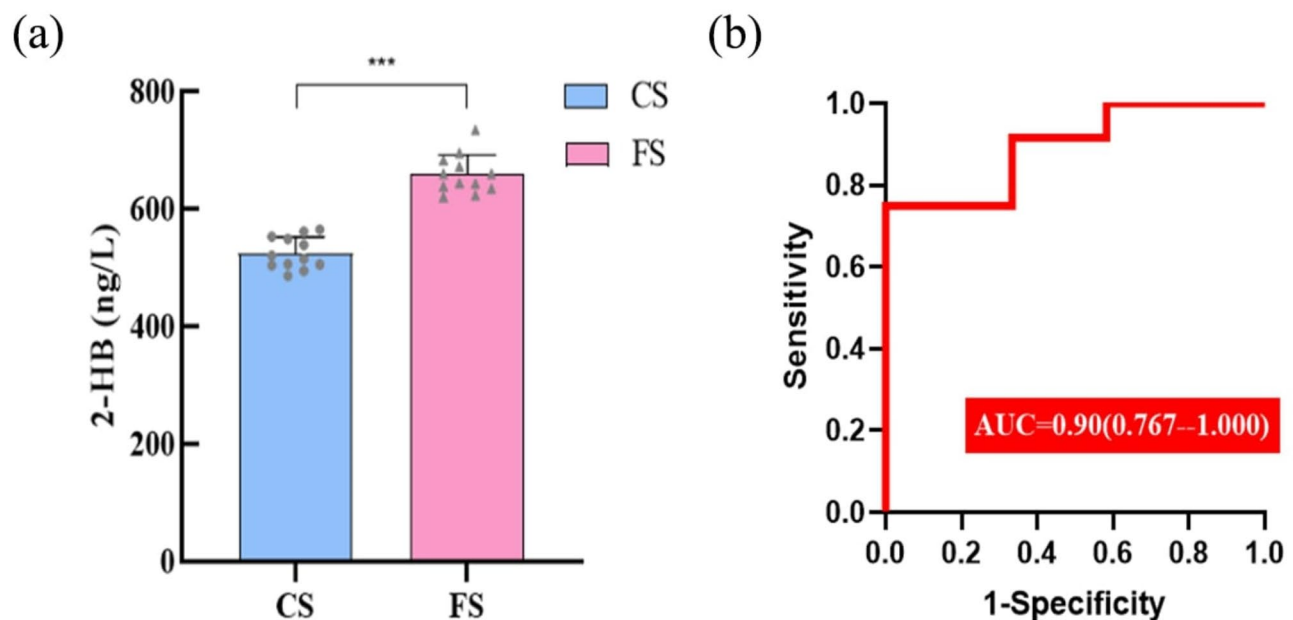 (a)
***
800
600
400
200
0
2-HB (ng/L)
CS
FS
CS
FS
(b)
1.0
0.8
0.6
0.4
0.2
0.0
Sensitivity
AUC=0.90(0.767--1.000)
0.0 0.2 0.4 0.6 0.8 1.0
1-Specificity